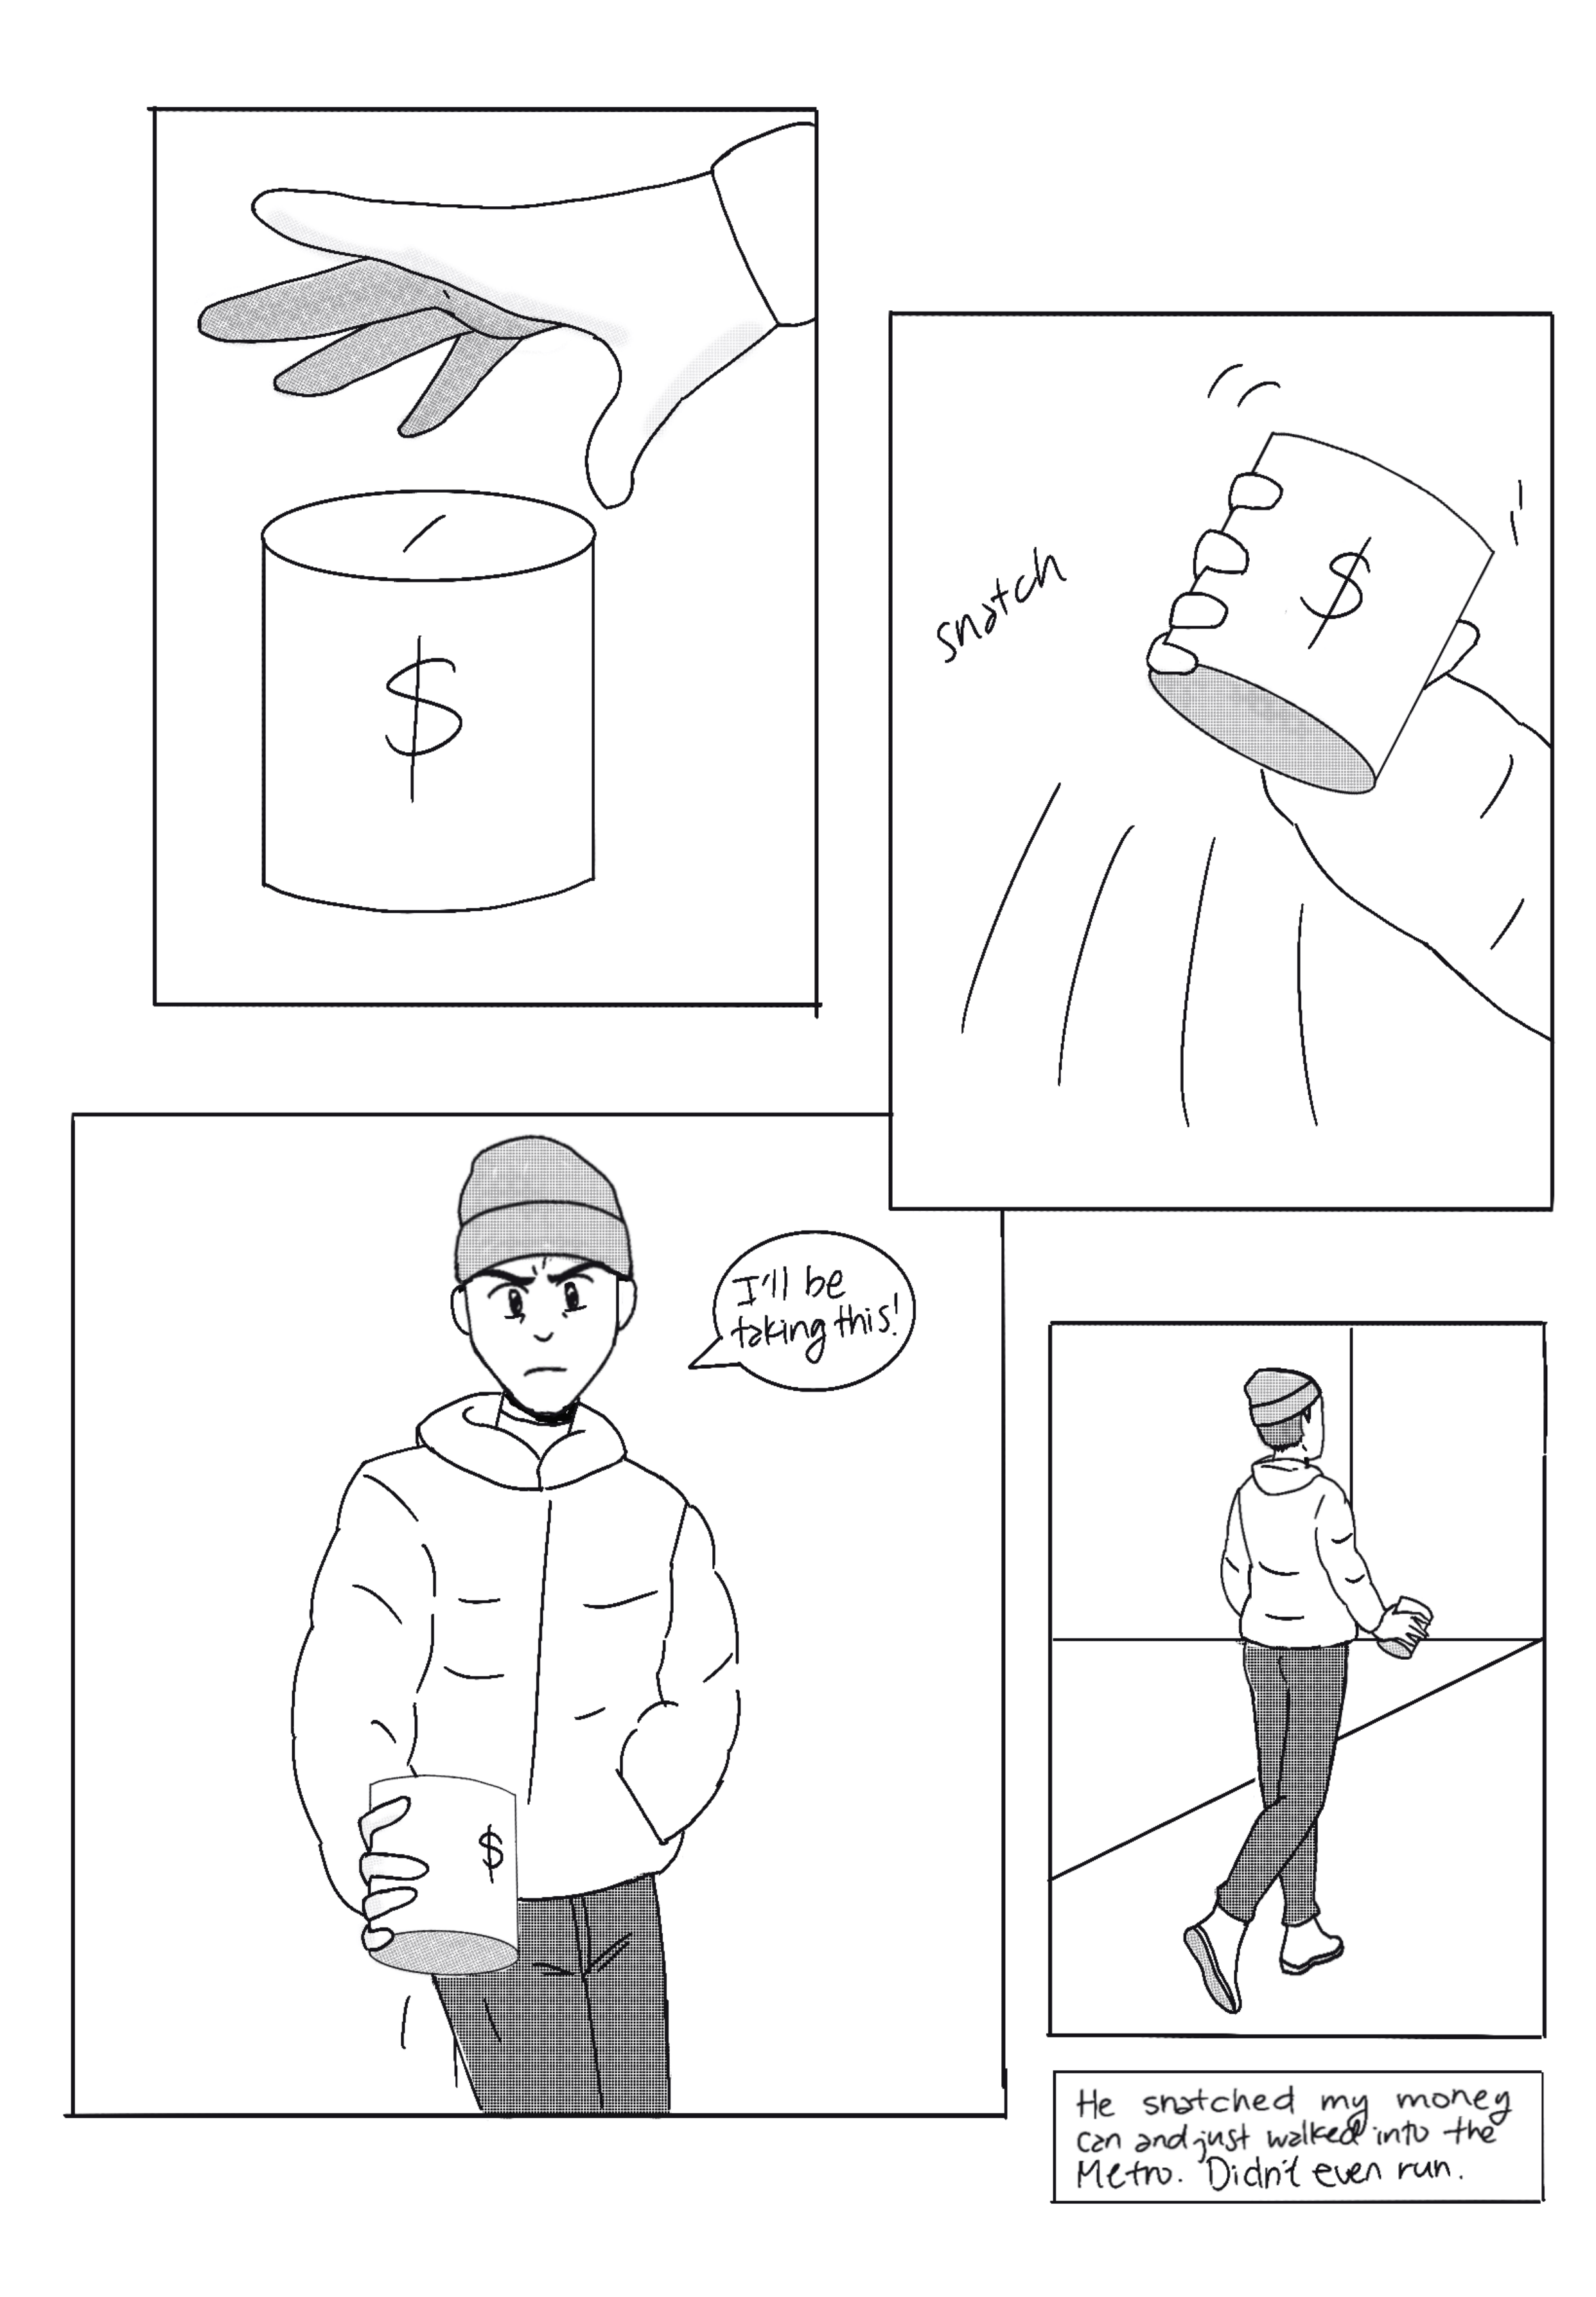 $
snatch
$
I'll be
taking this!
$
He snatched my money
can and just walked into the
Metro. Didn't even run.